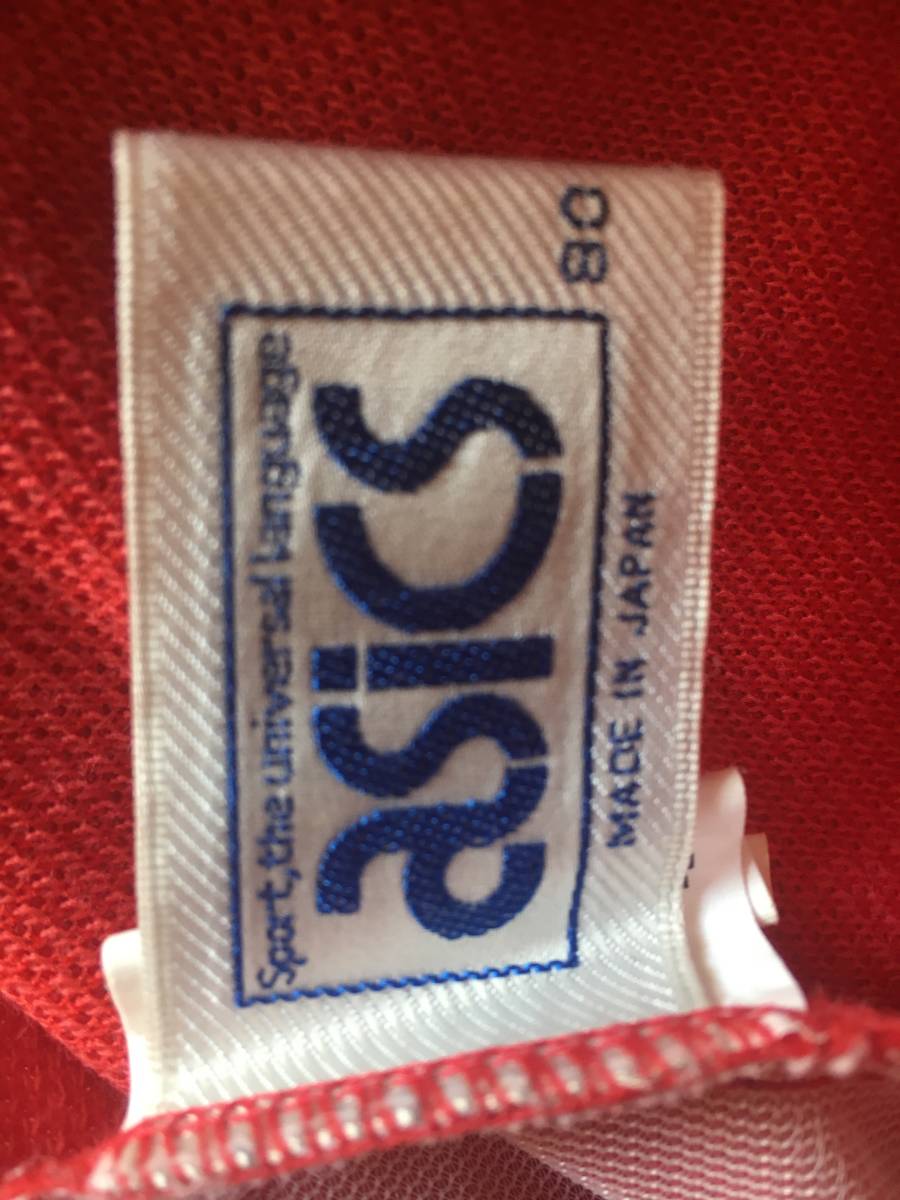 Sport, the universal language
asics
80
MADE IN JAPAN